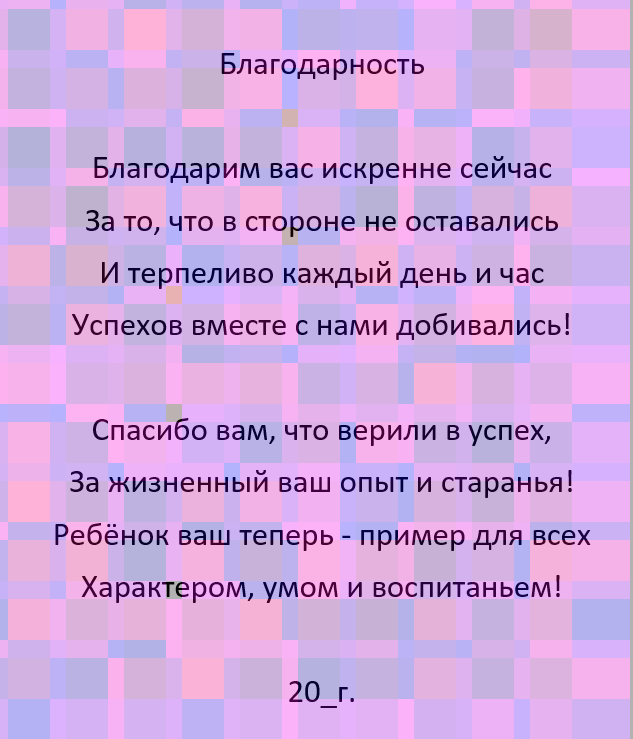 Благодарность
Благодарим вас искренне сейчас
За то, что в стороне не оставались
И терпеливо каждый день и час
Успехов вместе с нами добивались!
Спасибо вам, что верили в успех,
За жизненный ваш опыт и старанья!
Ребёнок ваш теперь - пример для всех
Характером, умом и воспитаньем!
20_г.